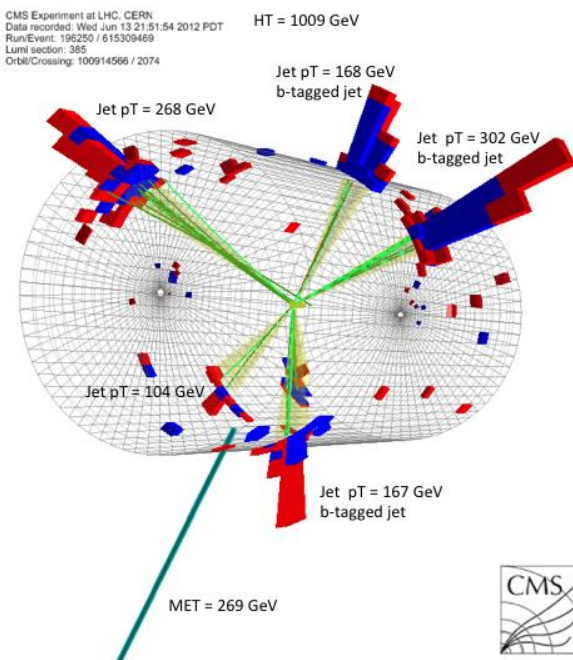 CMS Experiment at LHC, CERN
Data recorded: Wed Jun 13 21:51:54 2012 PDT
Run/Event: 196250 / 615309469
Lumi section: 385
Orbit/Crossing: 100914566 / 2074
HT = 1009 GeV
Jet pT = 168 GeV
b-tagged jet
Jet pT = 268 GeV
Jet pT = 302 GeV
b-tagged jet
Jet pT = 104 GeV
Jet pT = 167 GeV
b-tagged jet
MET = 269 GeV
CMS